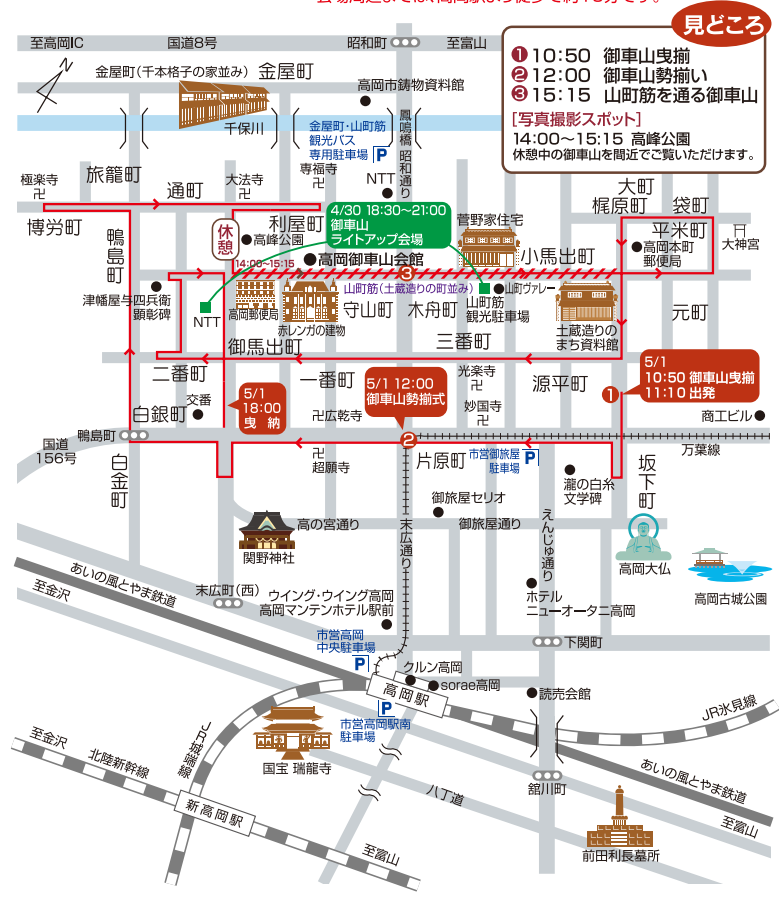 見どころ
❶10:50 御車山曳揃
❷12:00 御車山勢揃い
❸15:15 山町筋を通る御車山
[写真撮影スポット]
14:00～15:15 高峰公園
休憩中の御車山を間近でご覧いただけます。
至高岡IC
国道8号
昭和町
至富山
N
金屋町(千本格子の家並み)
金屋町
高岡市鋳物資料館
千保川
金屋町・山町筋
観光バス
専用駐車場
P
鳳鳴橋
昭和通り
極楽寺
卍
旅籠町
通町
大法寺
卍
専福寺
卍
NTT
博労町
鴨島町
休憩
14:00～15:15
利屋町
高峰公園
4/30 18:30～21:00
御車山
ライトアップ会場
菅野家住宅
大町
梶原町
袋町
平米町
高岡本町
郵便局
大神宮
高岡御車山会館
小馬出町
3
津幡屋与四兵衛
顕彰碑
NTT
高岡郵便局
赤レンガの建物
山町筋(土蔵造りの町並み)
守山町
木舟町
山町筋
観光駐車場
山町ヴァレー
土蔵造りの
まち資料館
元町
御馬出町
三番町
二番町
一番町
光楽寺
卍
源平町
1
5/1
10:50 御車山曳揃
11:10 出発
交番
白銀町
5/1
18:00
曳 納
5/1 12:00
御車山勢揃式
卍広乾寺
妙国寺
卍
商工ビル
鴨島町
国道
156号
2
万葉線
白金町
卍
超願寺
片原町
市営御旅屋
駐車場
P
瀧の白糸
文学碑
坂下町
御旅屋セリオ
関野神社
高の宮通り
末広通り
御旅屋通り
えんじゅ通り
高岡大仏
高岡古城公園
あいの風とやま鉄道
至金沢
末広町(西)
ウイング・ウイング高岡
高岡マンテンホテル駅前
ホテル
ニューオータニ高岡
市営高岡
中央駐車場
P
下関町
クルン高岡
sorae高岡
高岡駅
読売会館
P
市営高岡駅南
駐車場
JR氷見線
JR城端線
国宝 瑞龍寺
至金沢
北陸新幹線
新高岡駅
至富山
八丁道
舘川町
あいの風とやま鉄道
至富山
前田利長墓所